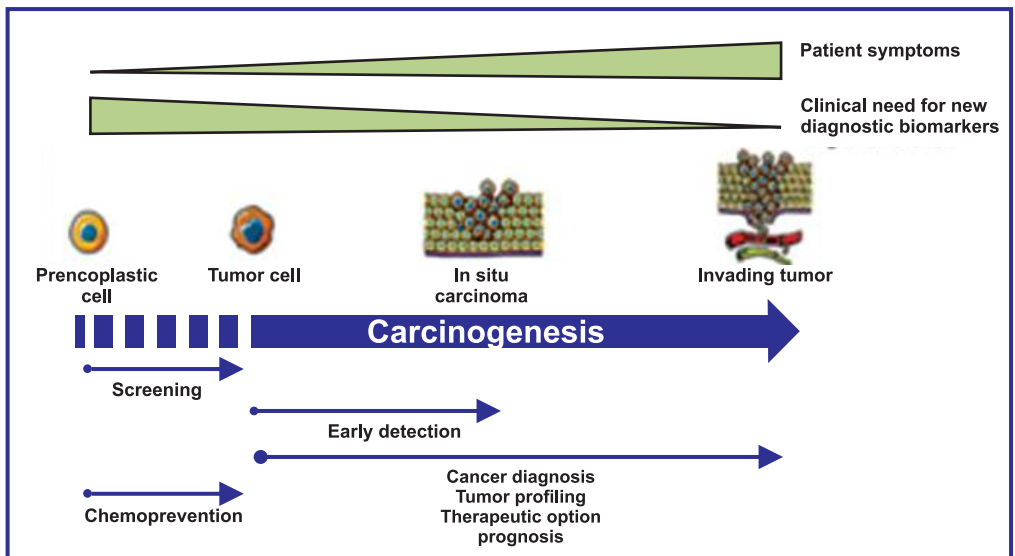 Patient symptoms
Clinical need for new
diagnostic biomarkers
Prencoplastic
cell
Tumor cell
In situ
carcinoma
Invading tumor
Carcinogenesis
Screening
Early detection
Cancer diagnosis
Tumor profiling
Therapeutic option
prognosis
Chemoprevention